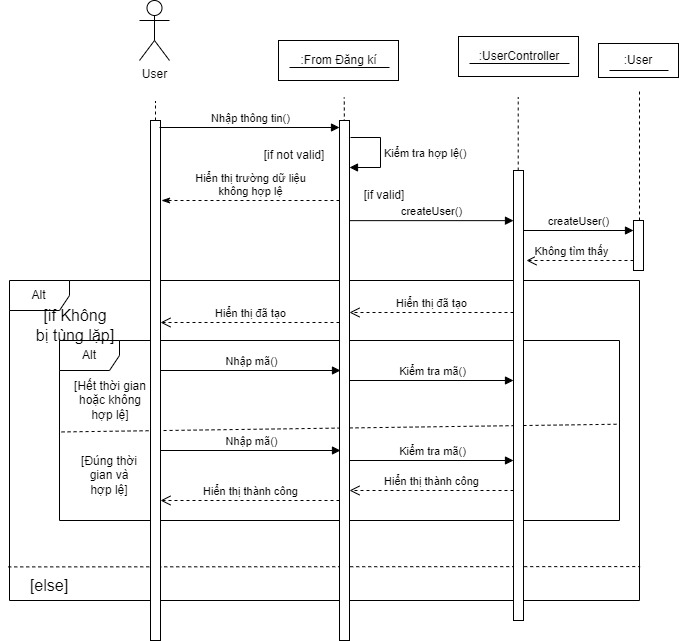 User
:From Đăng kí
:UserController
:User
Nhập thông tin()
[if not valid]
Kiểm tra hợp lệ()
Hiển thị trường dữ liệu
không hợp lệ
[if valid]
createUser()
createUser()
Không tìm thấy
Alt
[if Không
bị tùng lặp]
Hiển thị đã tạo
Hiển thị đã tạo
Alt
Nhập mã()
Kiểm tra mã()
[Hết thời gian
hoặc không
hợp lệ]
Nhập mã()
Kiểm tra mã()
[Đúng thời
gian và
hợp lệ]
Hiển thị thành công
Hiển thị thành công
[else]